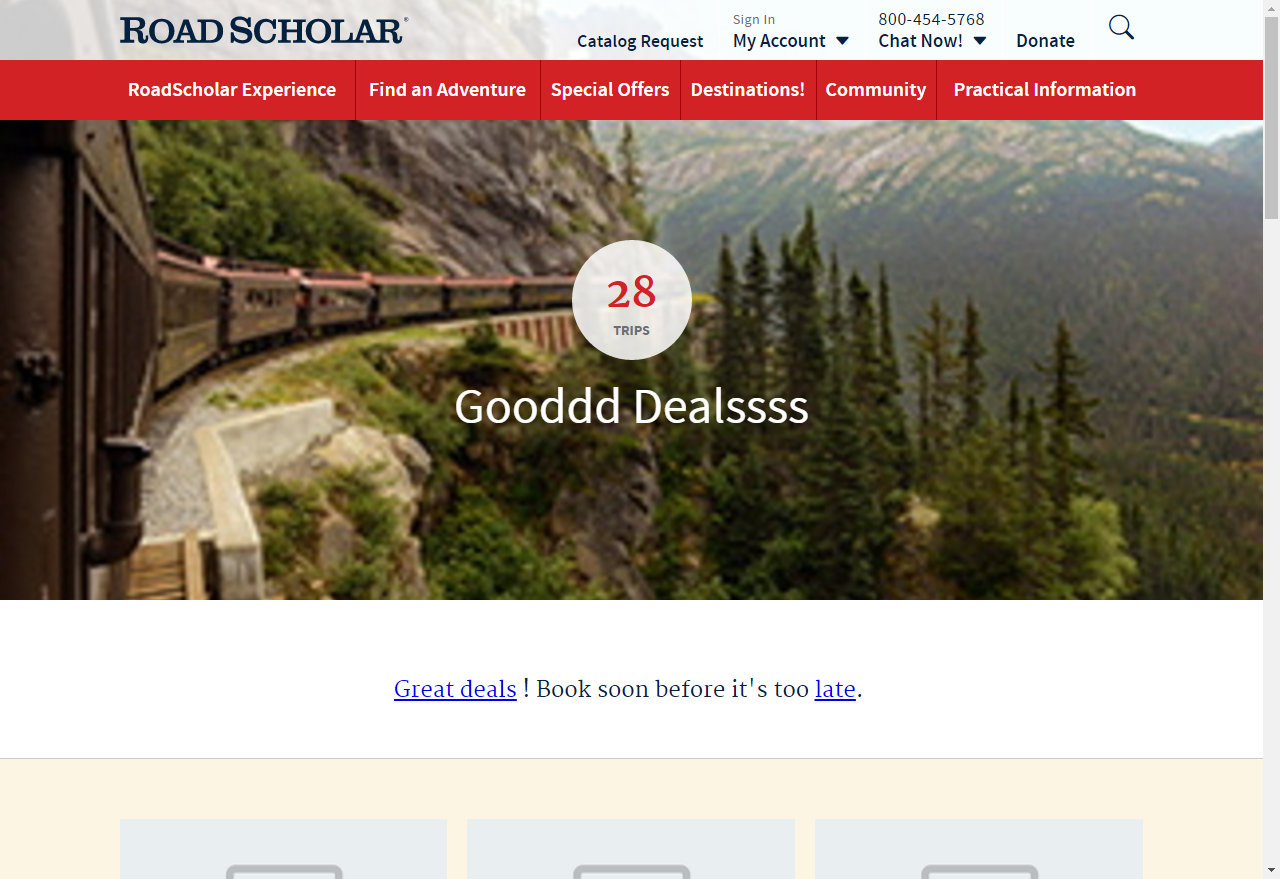 ROAD SCHOLAR®
Catalog Request
Sign In
My Account
800-454-5768
Chat Now!
Donate
RoadScholar Experience
Find an Adventure
Special Offers
Destinations!
Community
Practical Information
28
TRIPS
Gooddd Dealssss
Great deals ! Book soon before it's too late.